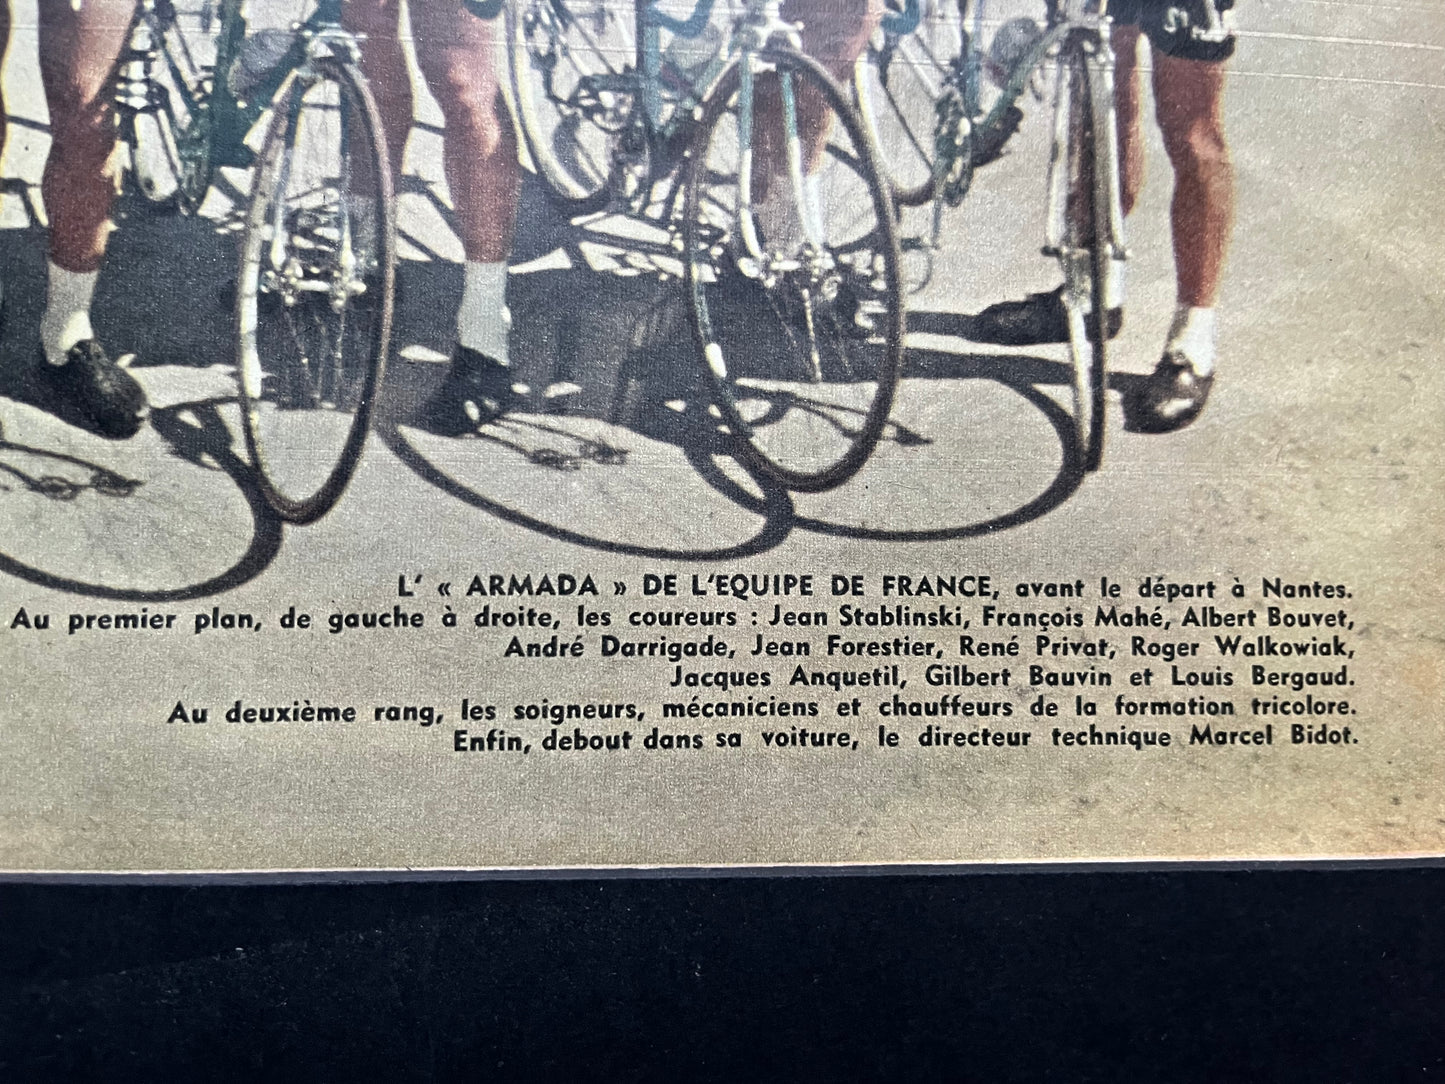 L' « ARMADA » DE L'EQUIPE DE FRANCE, avant le départ à Nantes.
Au premier plan, de gauche à droite, les coureurs : Jean Stablinski, François Mahé, Albert Bouvet,
André Darrigade, Jean Forestier, René Privat, Roger Walkowiak,
Jacques Anquetil, Gilbert Bauvin et Louis Bergaud.
Au deuxième rang, les soigneurs, mécaniciens et chauffeurs de la formation tricolore.
Enfin, debout dans sa voiture, le directeur technique Marcel Bidot.